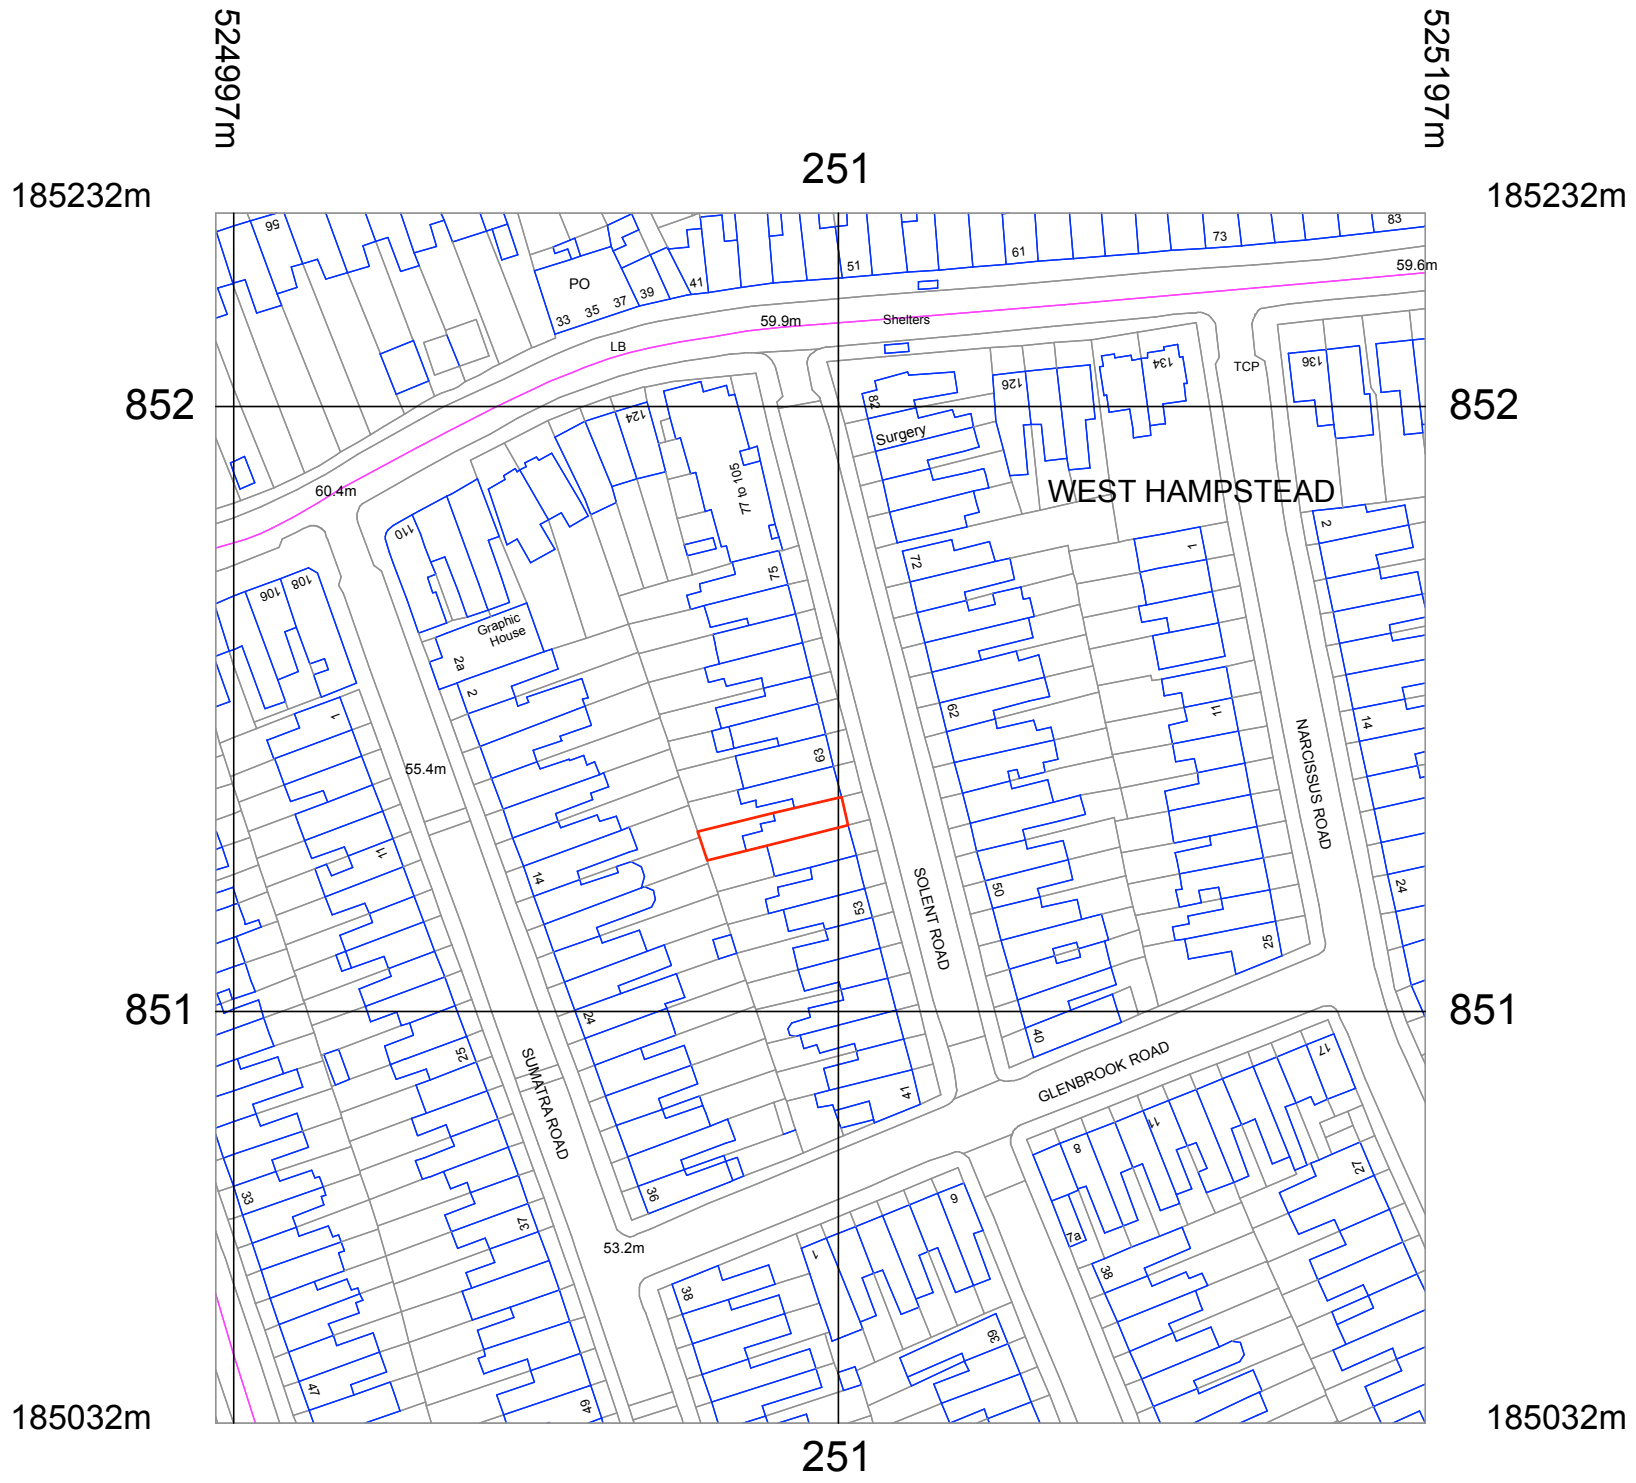 524997m
525197m
251
185232m
185232m
56
PO
33
35
37
39
41
51
61
73
83
59.6m
59.9m
Shelters
LB
TCP
134
136
126
852
852
82
124
Surgery
77 to 105
WEST HAMPSTEAD
60.4m
110
2
1
72
75
108
106
Graphic
House
2a
2
1
62
11
14
63
NARCISSUS ROAD
55.4m
11
14
50
24
SOLENT ROAD
53
25
851
851
24
40
25
SUMATRA ROAD
GLENBROOK ROAD
17
41
11
8
27
33
36
6
37
7a
53.2m
1
38
38
39
47
49
185032m
185032m
251